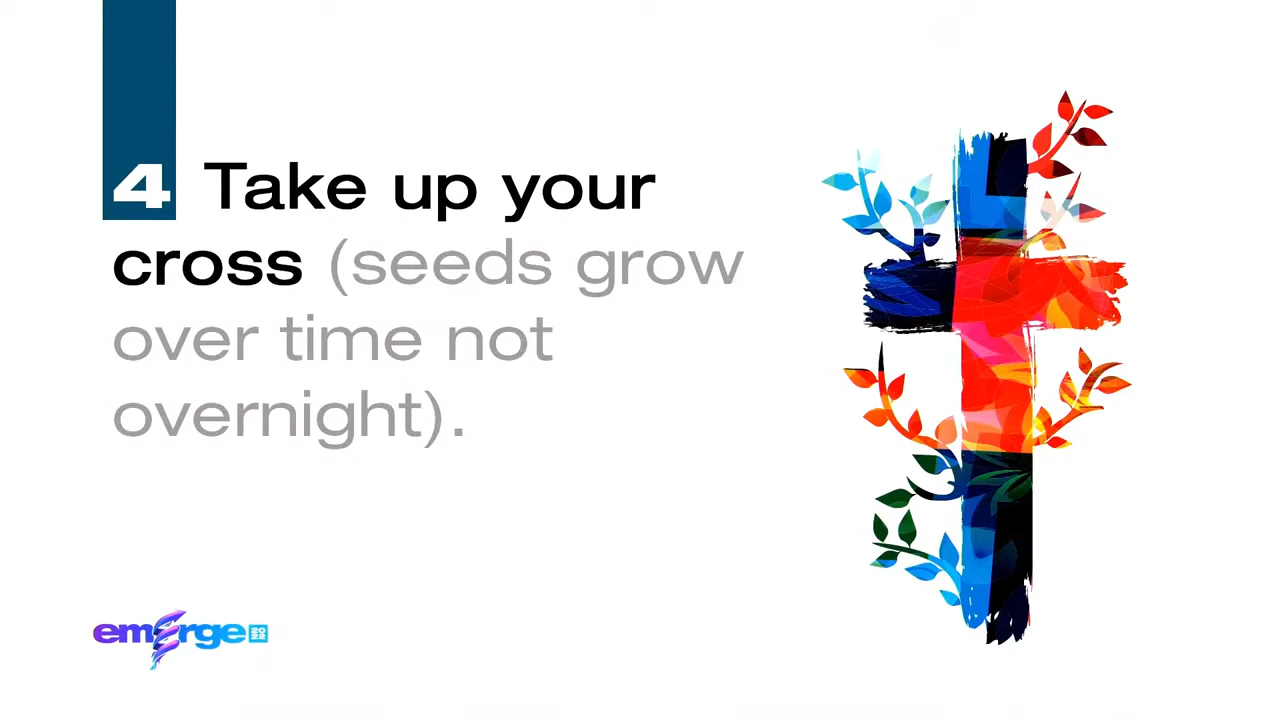 4 Take up your
cross (seeds grow
over time not
overnight).
emerge